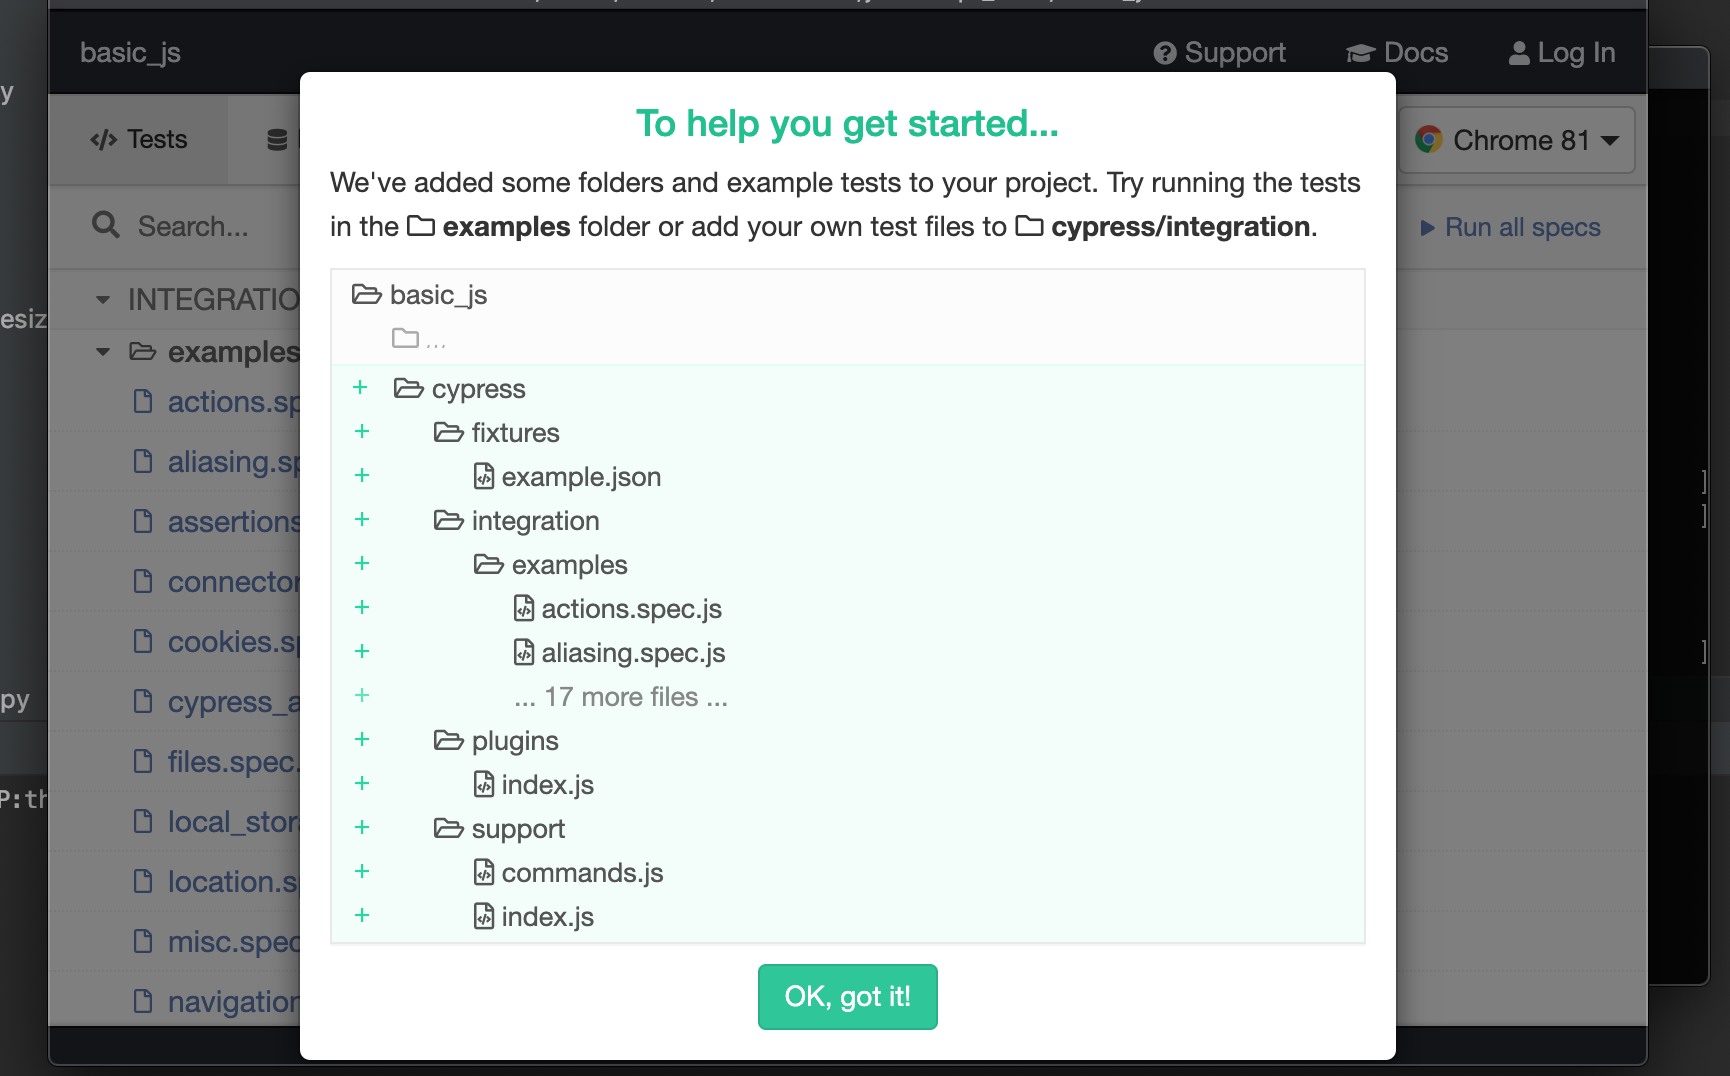 basic_js
Support
Docs
Log In
y
Tests
Chrome 81
Search...
Run all specs
esiz
INTEGRATIO
examples
actions.sp
aliasing.sp
assertions
connector
cookies.sp
cypress_a
files.spec.
local_stora
location.s
misc.spec
navigation
py
P:th
]
]
]
To help you get started...
We've added some folders and example tests to your project. Try running the tests
in the examples folder or add your own test files to cypress/integration.
basic_js
...
+ cypress
+ fixtures
+ example.json
+ integration
+ examples
+ actions.spec.js
+ aliasing.spec.js
+ ... 17 more files ...
+ plugins
+ index.js
+ support
+ commands.js
+ index.js
OK, got it!